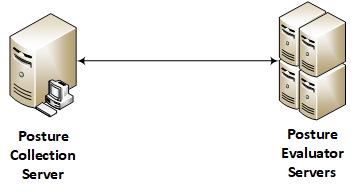 Posture
Collection
Server
Posture
Evaluator
Servers